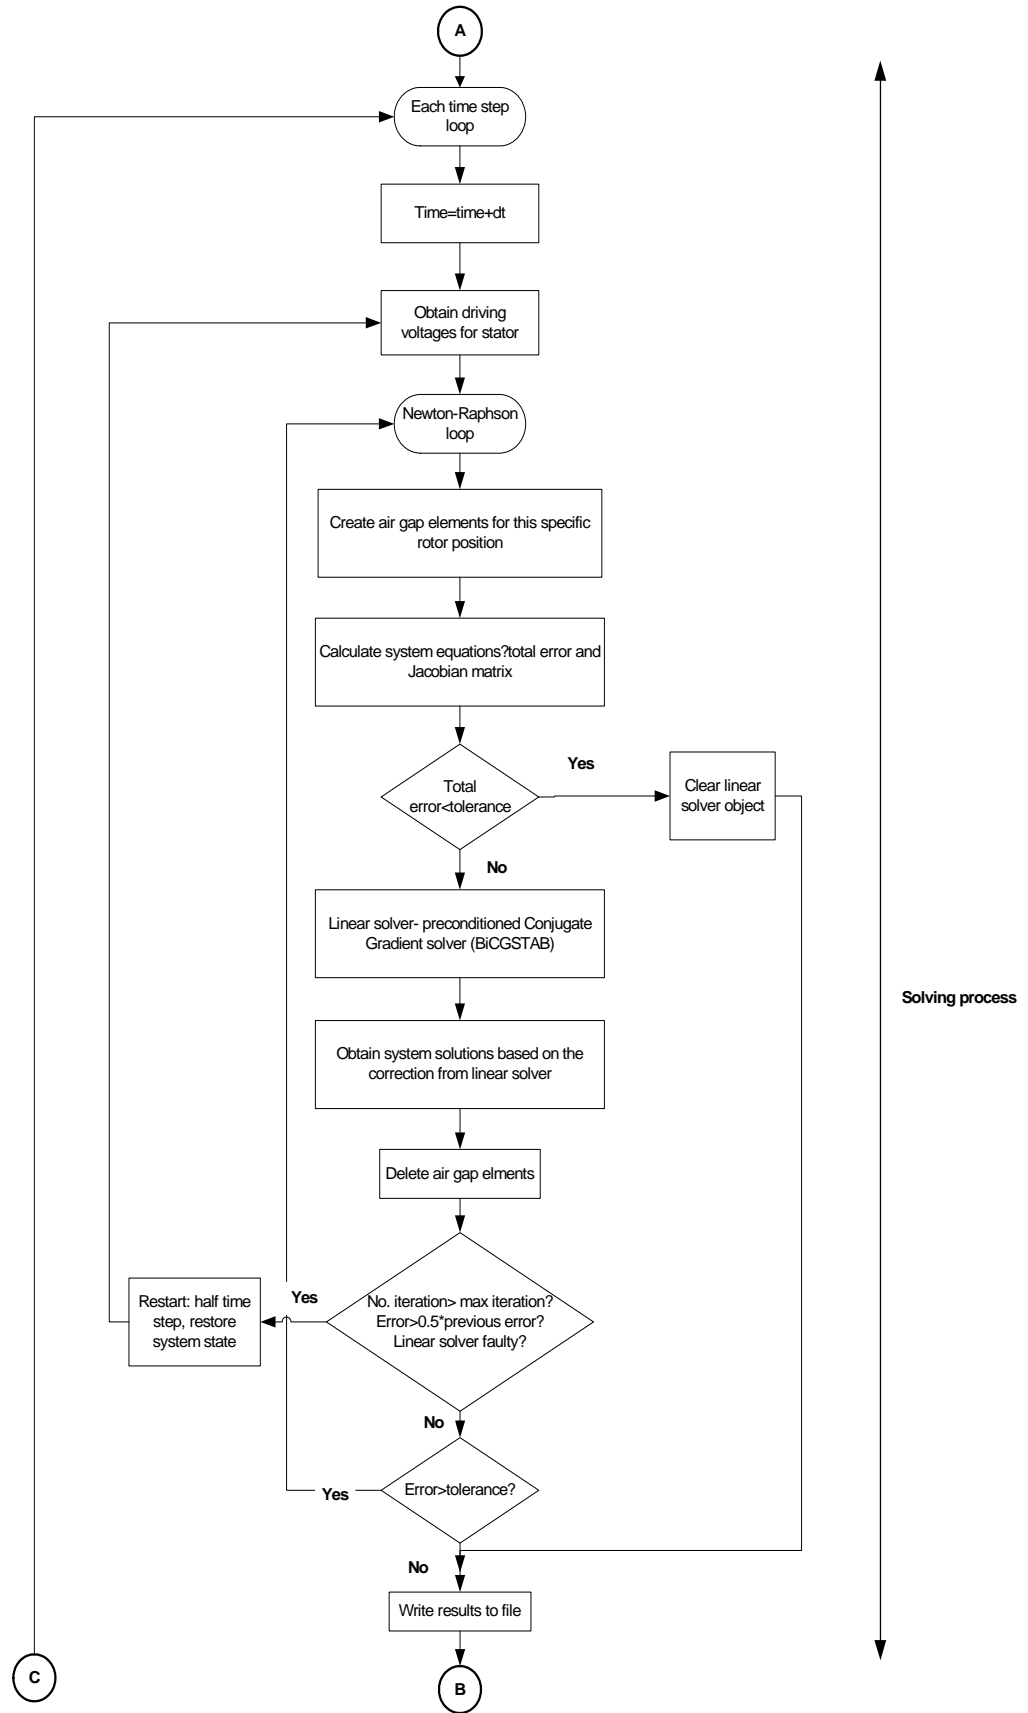 A
Each time step
loop
Time=time+dt
Obtain driving
voltages for stator
Newton-Raphson
loop
Create air gap elements for this specific
rotor position
Calculate system equations?total error and
Jacobian matrix
Total
error<tolerance
Yes
Clear linear
solver object
No
Linear solver- preconditioned Conjugate
Gradient solver (BiCGSTAB)
Solving process
Obtain system solutions based on the
correction from linear solver
Delete air gap elments
No. iteration> max iteration?
Error>0.5*previous error?
Linear solver faulty?
Yes
Restart: half time
step, restore
system state
No
Error>tolerance?
Yes
No
Write results to file
C
B